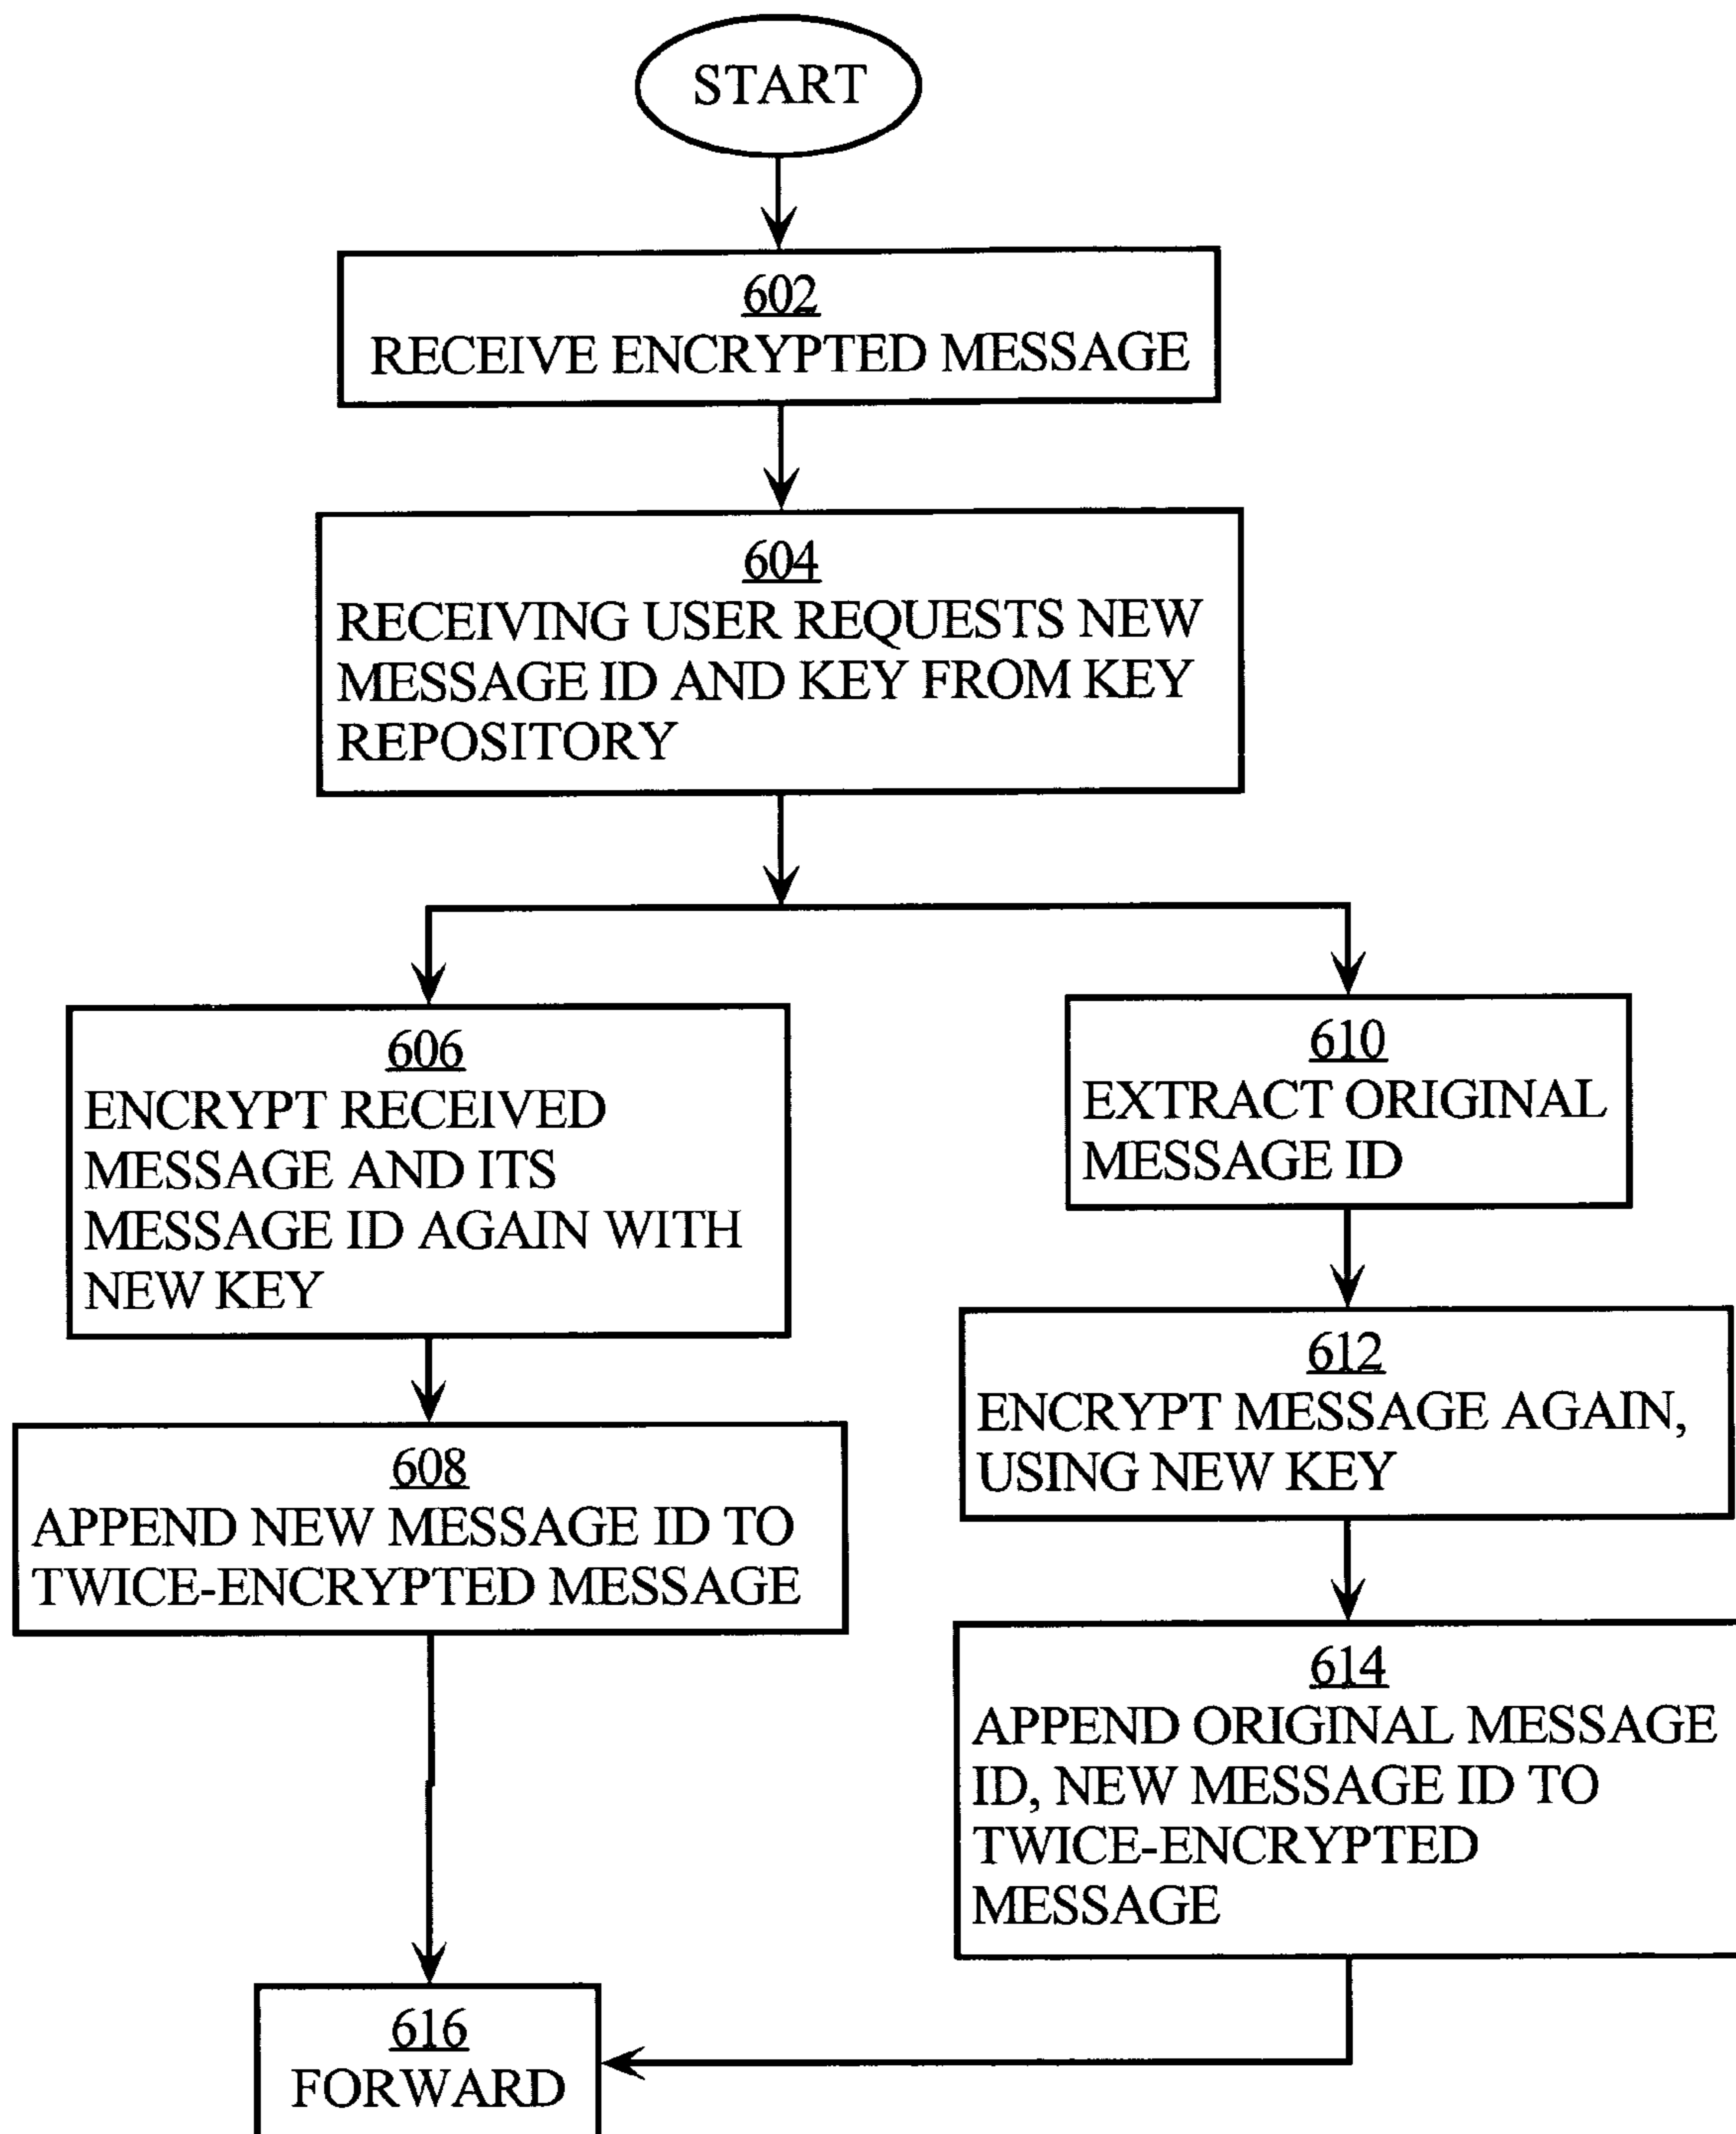 START
602
RECEIVE ENCRYPTED MESSAGE
604
RECEIVING USER REQUESTS NEW
MESSAGE ID AND KEY FROM KEY
REPOSITORY
606
ENCRYPT RECEIVED
MESSAGE AND ITS
MESSAGE ID AGAIN WITH
NEW KEY
608
APPEND NEW MESSAGE ID TO
TWICE-ENCRYPTED MESSAGE
610
EXTRACT ORIGINAL
MESSAGE ID
612
ENCRYPT MESSAGE AGAIN,
USING NEW KEY
614
APPEND ORIGINAL MESSAGE
ID, NEW MESSAGE ID TO
TWICE-ENCRYPTED
MESSAGE
616
FORWARD